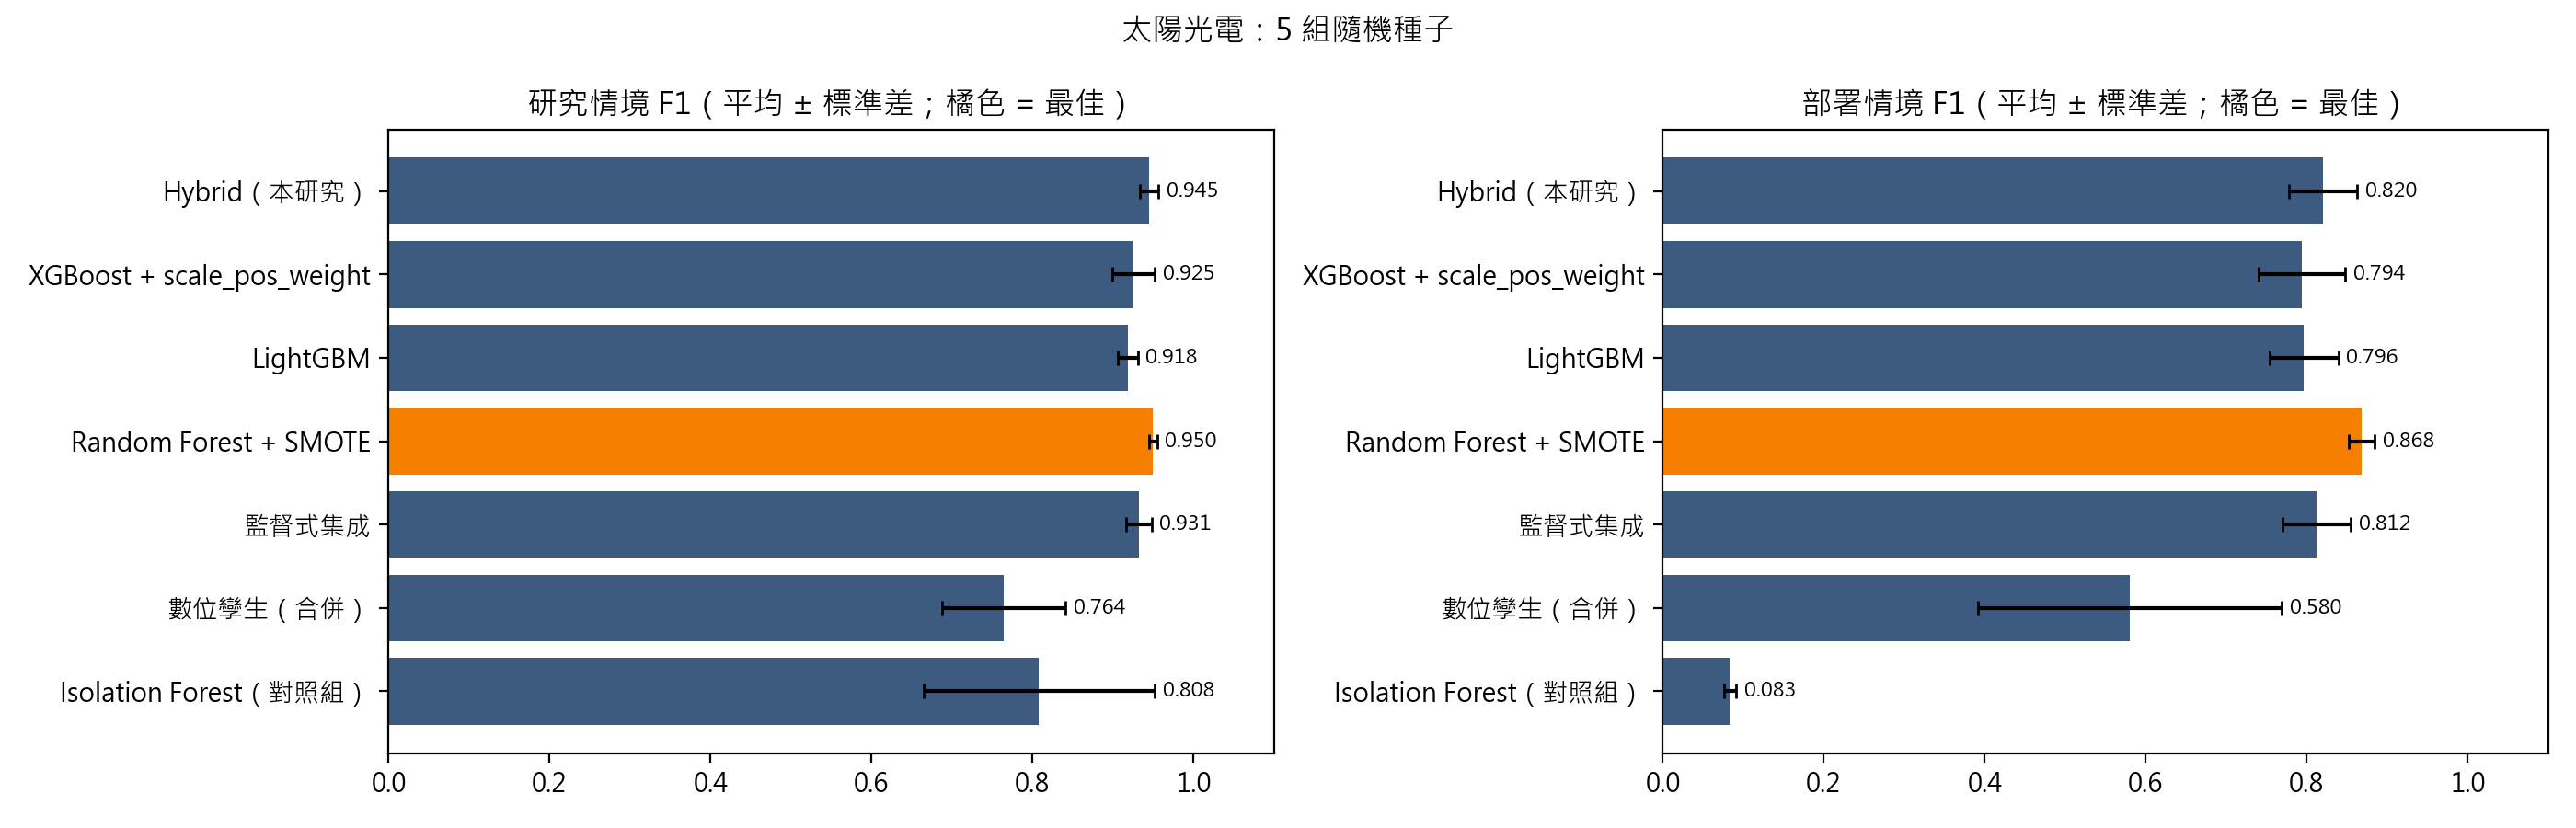 太陽光電：5 組隨機種子
研究情境 F1（平均 ± 標準差；橘色 = 最佳）
Hybrid（本研究） 0.945
XGBoost + scale_pos_weight 0.925
LightGBM 0.918
Random Forest + SMOTE 0.950
監督式集成 0.931
數位孿生（合併） 0.764
Isolation Forest（對照組） 0.808
0.0 0.2 0.4 0.6 0.8 1.0
部署情境 F1（平均 ± 標準差；橘色 = 最佳）
Hybrid（本研究） 0.820
XGBoost + scale_pos_weight 0.794
LightGBM 0.796
Random Forest + SMOTE 0.868
監督式集成 0.812
數位孿生（合併） 0.580
Isolation Forest（對照組） 0.083
0.0 0.2 0.4 0.6 0.8 1.0